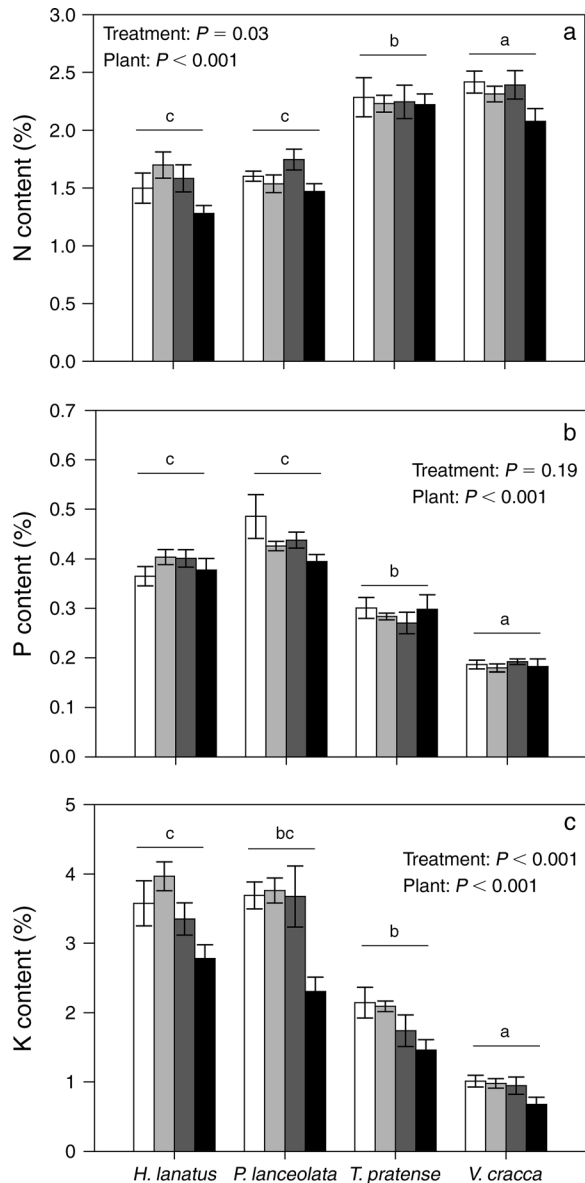 3.0
Treatment: P = 0.03
a
Plant: P < 0.001
b
a
2.5
2.0
c
c
1.5
1.0
0.5
0.0
N content (%)
0.7
b
0.6
c
c
Treatment: P = 0.19
Plant: P < 0.001
0.5
0.4
b
0.3
a
0.2
0.1
0.0
P content (%)
5
c
c
bc
Treatment: P < 0.001
Plant: P < 0.001
4
3
b
2
a
1
0
K content (%)
H. lanatus
P. lanceolata
T. pratense
V. cracca